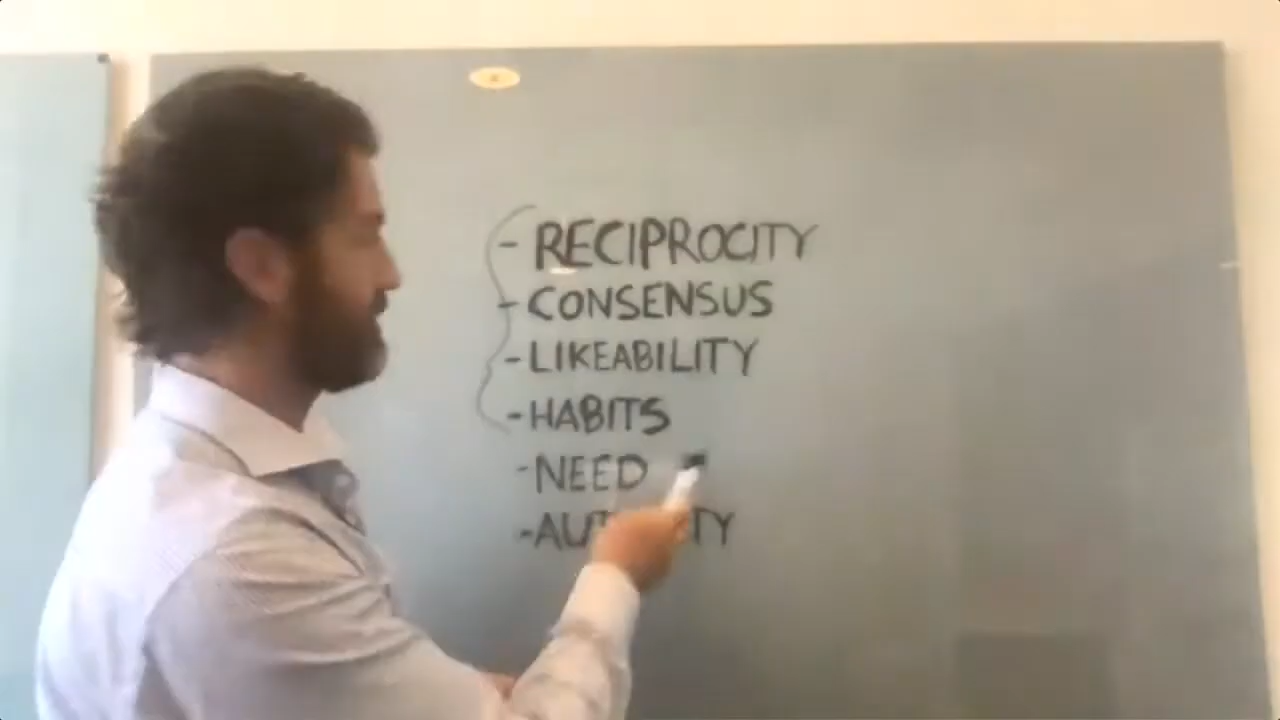 - RECIPROCITY
- CONSENSUS
- LIKEABILITY
- HABITS
- NEED